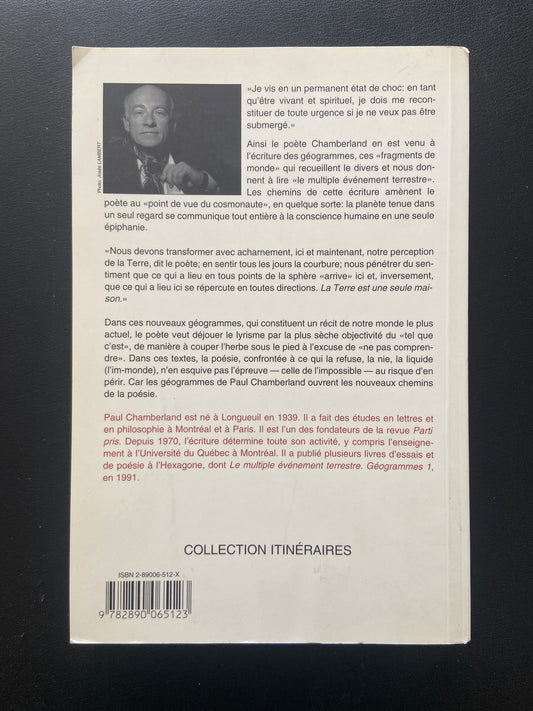 «Je vis en un permanent état de choc: en tant
qu'être vivant et spirituel, je dois me recons-
tituer de toute urgence si je ne veux pas être
submergé.»
Ainsi le poète Chamberland en est venu à
l'écriture des géogrammes, ces «fragments de
monde» qui recueillent le divers et nous don-
nent à lire «le multiple événement terrestre».
Les chemins de cette écriture amènent le
poète au «point de vue du cosmonaute», en quelque sorte: la planète tenue dans
un seul regard se communique tout entière à la conscience humaine en une seule
épiphanie.
Photo: Josée LAMBERT
«Nous devons transformer avec acharnement, ici et maintenant, notre perception
de la Terre, dit le poète; en sentir tous les jours la courbure; nous pénétrer du sen-
timent que ce qui a lieu en tous points de la sphère «arrive» ici et, inversement,
que ce qui a lieu ici se répercute en toutes directions. La Terre est une seule mai-
son.»
Dans ces nouveaux géogrammes, qui constituent un récit de notre monde le plus
actuel, le poète veut déjouer le lyrisme par la plus sèche objectivité du «tel que
c'est», de manière à couper l'herbe sous le pied à l'excuse de «ne pas compren-
dre». Dans ces textes, la poésie, confrontée à ce qui la refuse, la nie, la liquide
(l'im-monde), n'en esquive pas l'épreuve — celle de l'impossible — au risque d'en
périr. Car les géogrammes de Paul Chamberland ouvrent les nouveaux chemins
de la poésie.
Paul Chamberland est né à Longueuil en 1939. Il a fait des études en lettres et
en philosophie à Montréal et à Paris. Il est l'un des fondateurs de la revue Parti
pris. Depuis 1970, l'écriture détermine toute son activité, y compris l'enseigne-
ment à l'Université du Québec à Montréal. Il a publié plusieurs livres d'essais et
de poésie à l'Hexagone, dont Le multiple événement terrestre. Géogrammes 1,
en 1991.
COLLECTION ITINÉRAIRES
ISBN 2-89006-512-X
9 782890 065123